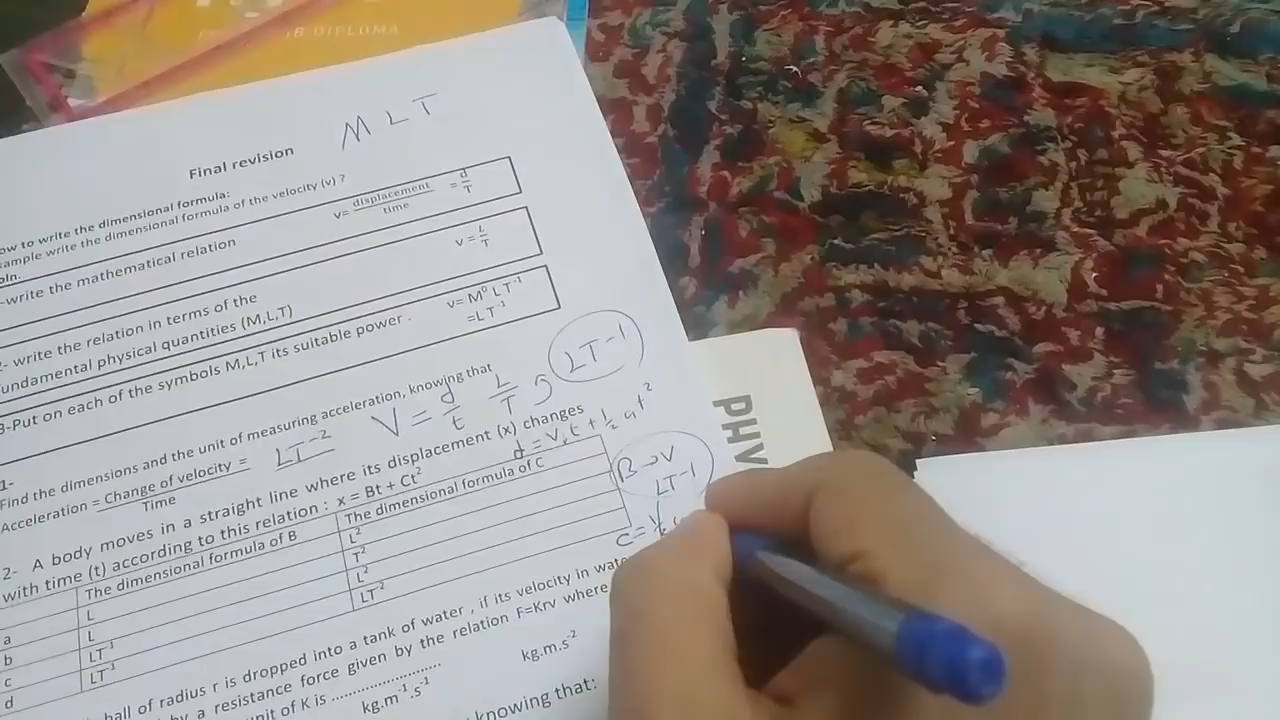 IB DIPLOMA
M L T
Final revision
ow to write the dimensional formula:
ample write the dimensional formula of the velocity (v) ?
oln.
-write the mathematical relation
v= displacement / time = d/T
- write the relation in terms of the
undamental physical quantities (M,L,T)
v = L/T
3-Put on each of the symbols M,L,T its suitable power .
v= M⁰ L T⁻¹
=LT⁻¹
LT⁻¹
1-
Find the dimensions and the unit of measuring acceleration, knowing that
Acceleration = Change of velocity / Time =
LT⁻²
V = d/t L/T
2- A body moves in a straight line where its displacement (x) changes
with time (t) according to this relation : x = Bt + Ct²
d = Vᵢt + ½ at²
B → V
LT⁻¹
C = ½
The dimensional formula of B The dimensional formula of C
a L L²
b L T²
c LT⁻¹ L²
d LT⁻¹ LT⁻²
ball of radius r is dropped into a tank of water , if its velocity in
a resistance force given by the relation F=Krv where
unit of K is ....................
kg.m⁻¹.s⁻¹
kg.m.s⁻²
knowing that:
PHY